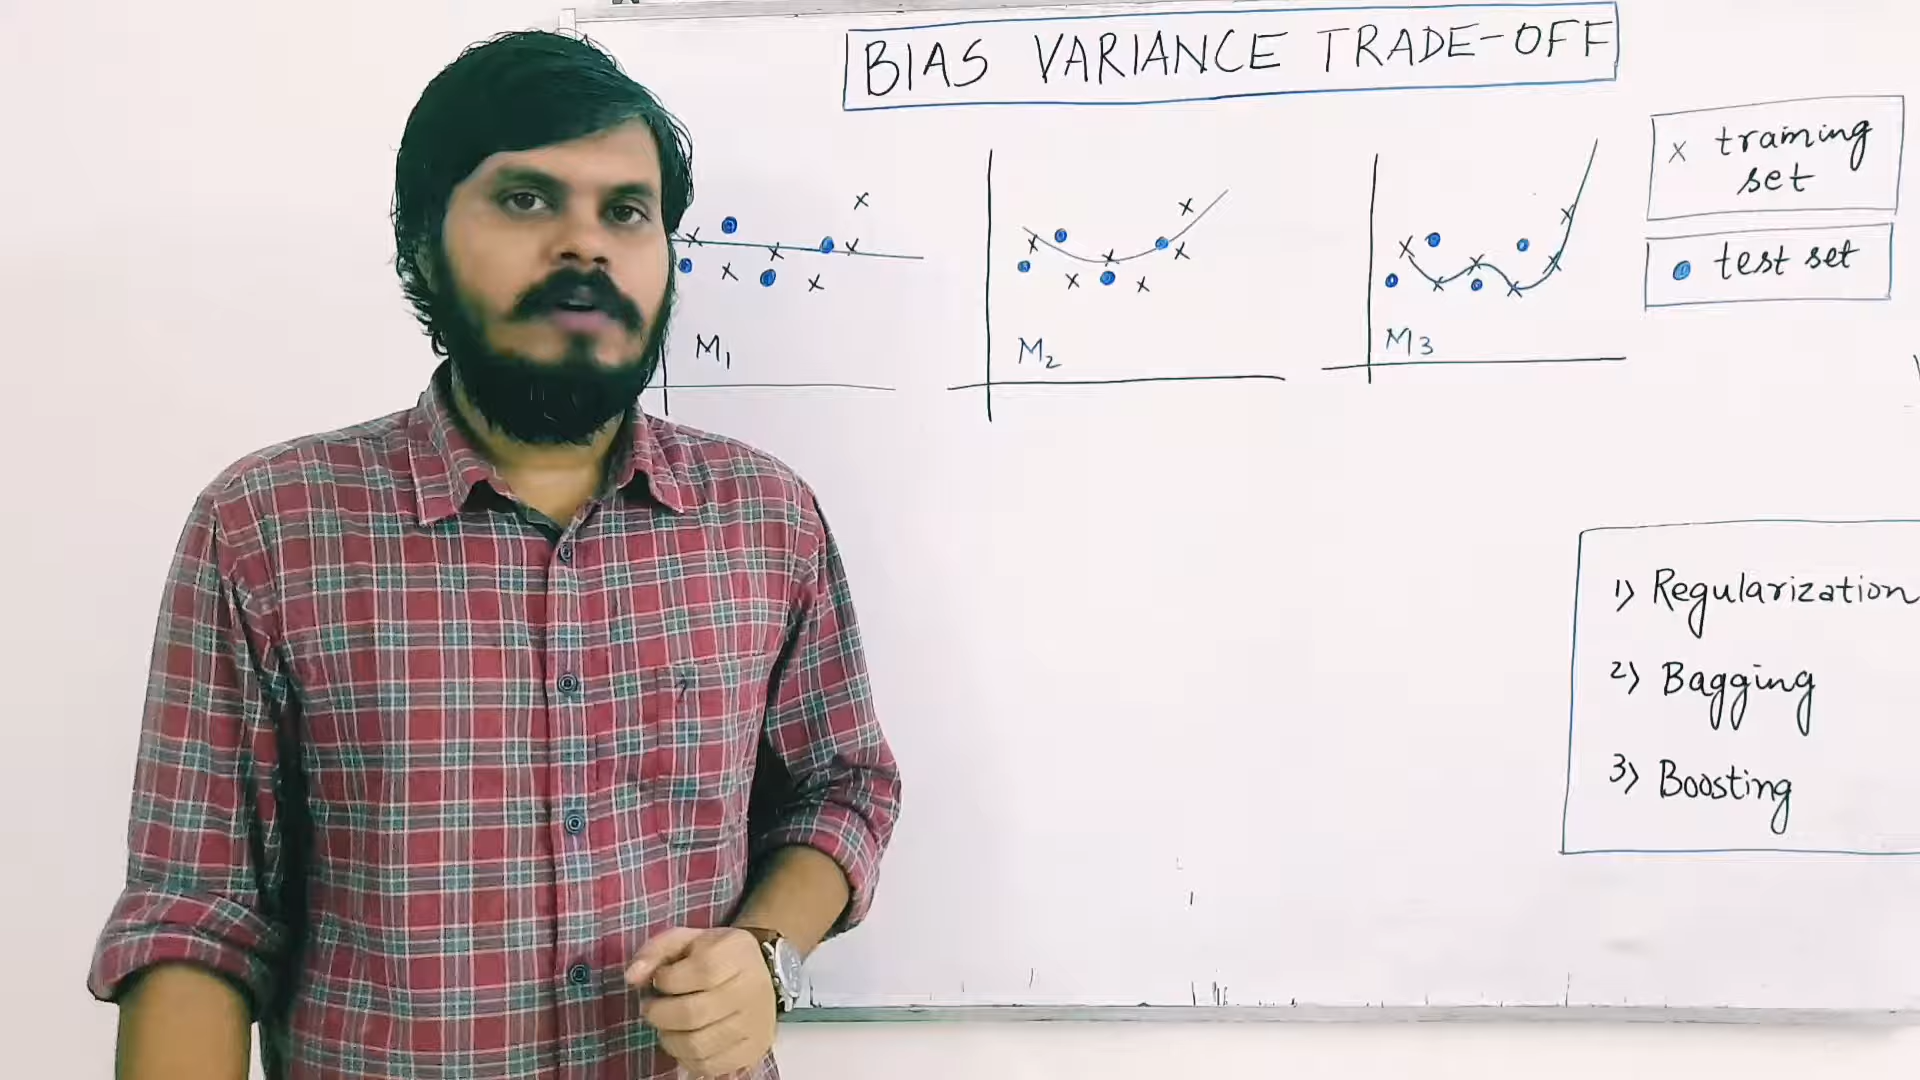 BIAS VARIANCE TRADE-OFF
x training
set
test set
M1
M2
M3
1) Regularization
2) Bagging
3) Boosting